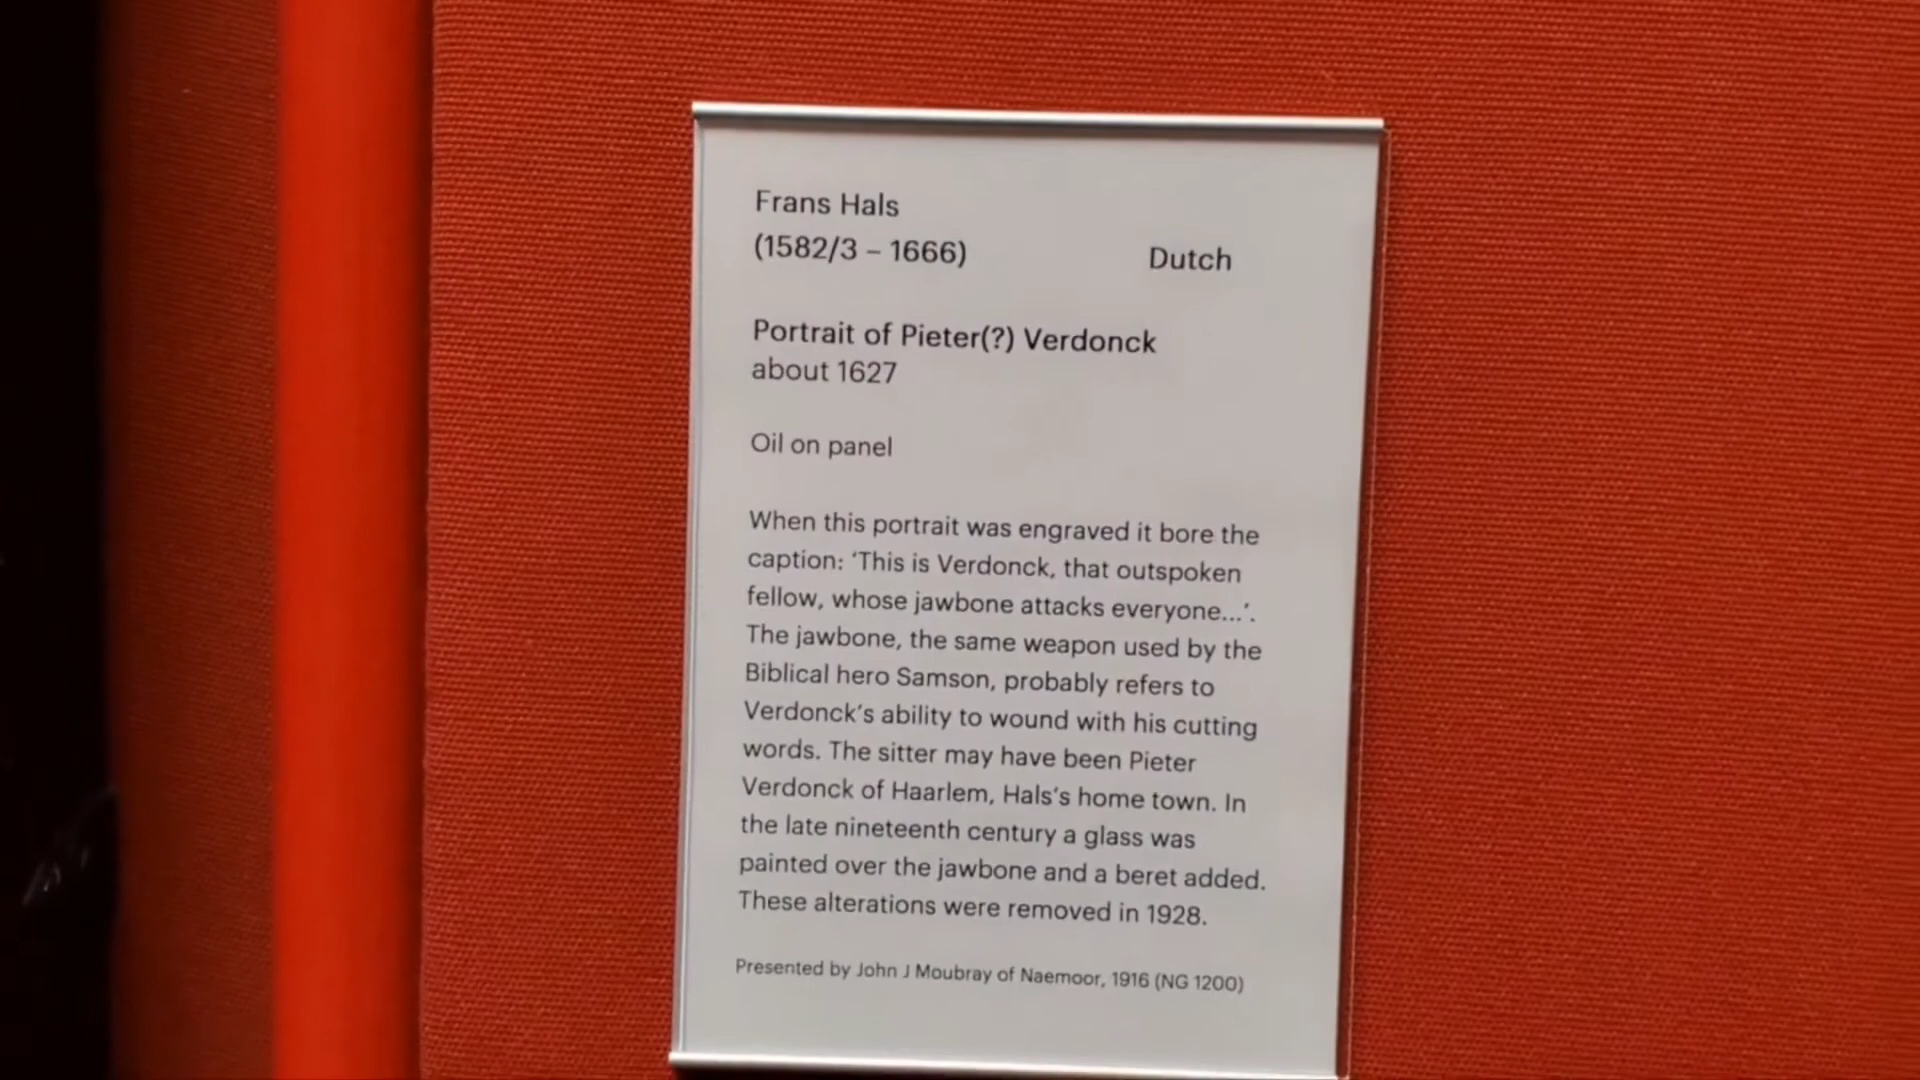 Frans Hals
(1582/3 – 1666) Dutch
Portrait of Pieter(?) Verdonck
about 1627
Oil on panel
When this portrait was engraved it bore the
caption: ‘This is Verdonck, that outspoken
fellow, whose jawbone attacks everyone...’.
The jawbone, the same weapon used by the
Biblical hero Samson, probably refers to
Verdonck’s ability to wound with his cutting
words. The sitter may have been Pieter
Verdonck of Haarlem, Hals’s home town. In
the late nineteenth century a glass was
painted over the jawbone and a beret added.
These alterations were removed in 1928.
Presented by John J Moubray of Naemoor, 1916 (NG 1200)